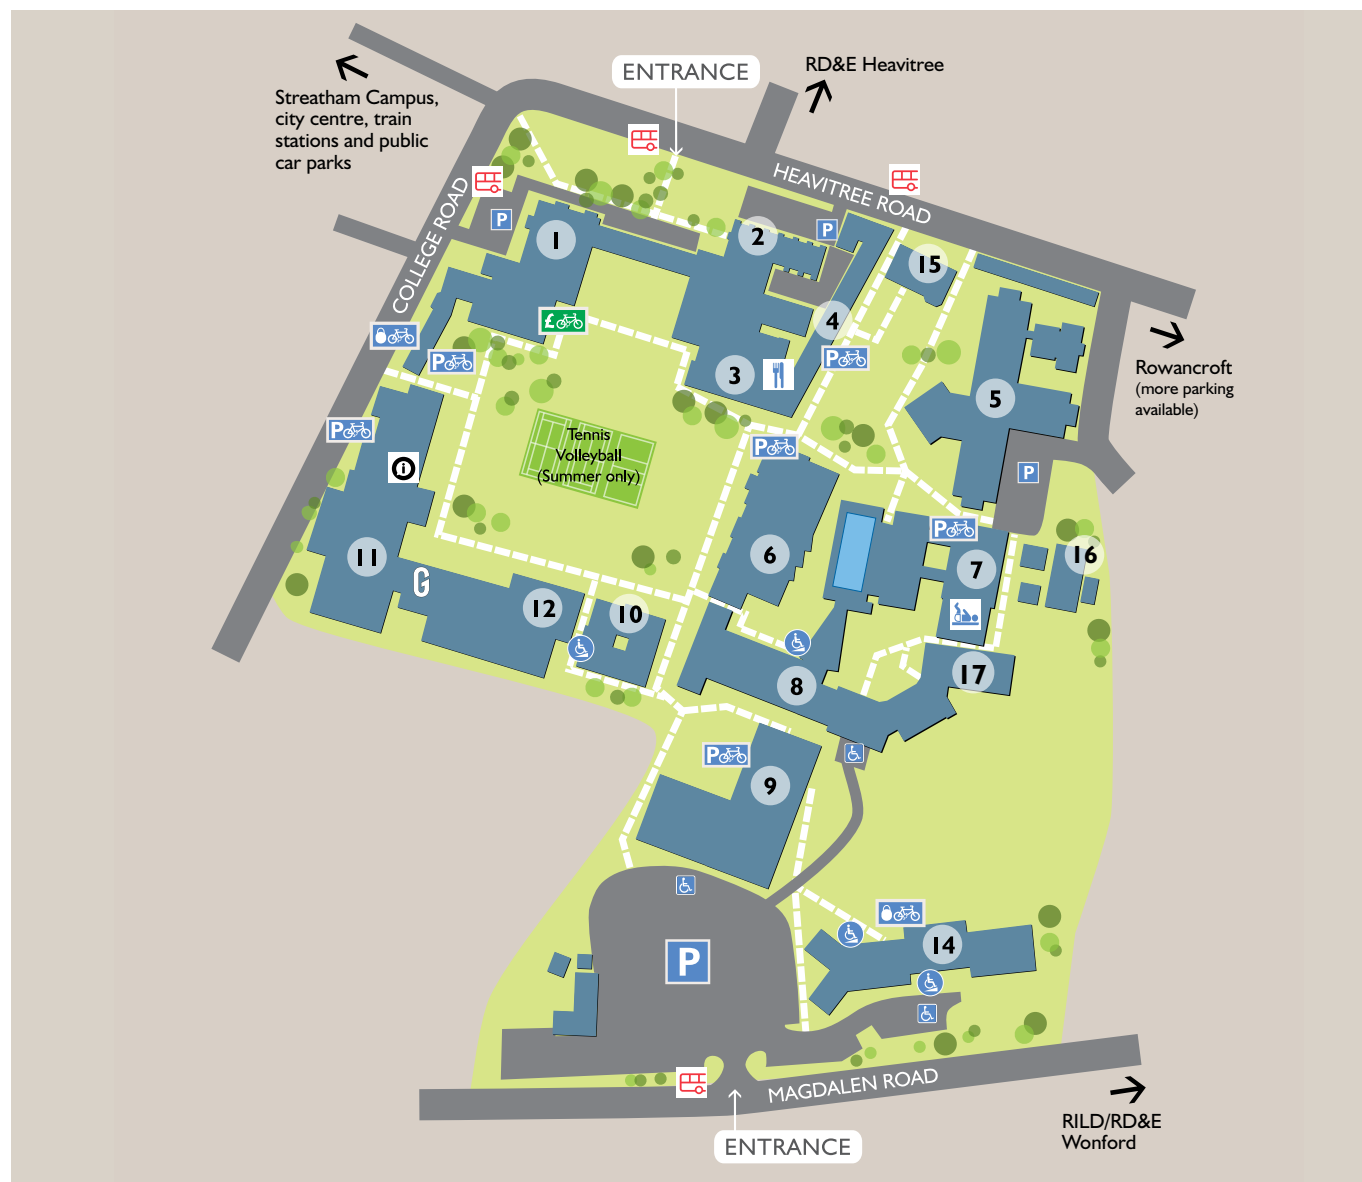 ENTRANCE
RD&E Heavitree
Streatham Campus,
city centre, train
stations and public
car parks
HEAVITREE ROAD
COLLEGE ROAD
P
P
1
2
15
4
£
P
P
3
5
Rowancroft
(more parking
available)
Tennis
Volleyball
(Summer only)
P
P
P
i
P
11
6
7
16
G
12
10
8
17
P
9
14
P
MAGDALEN ROAD
RILD/RD&E
Wonford
ENTRANCE